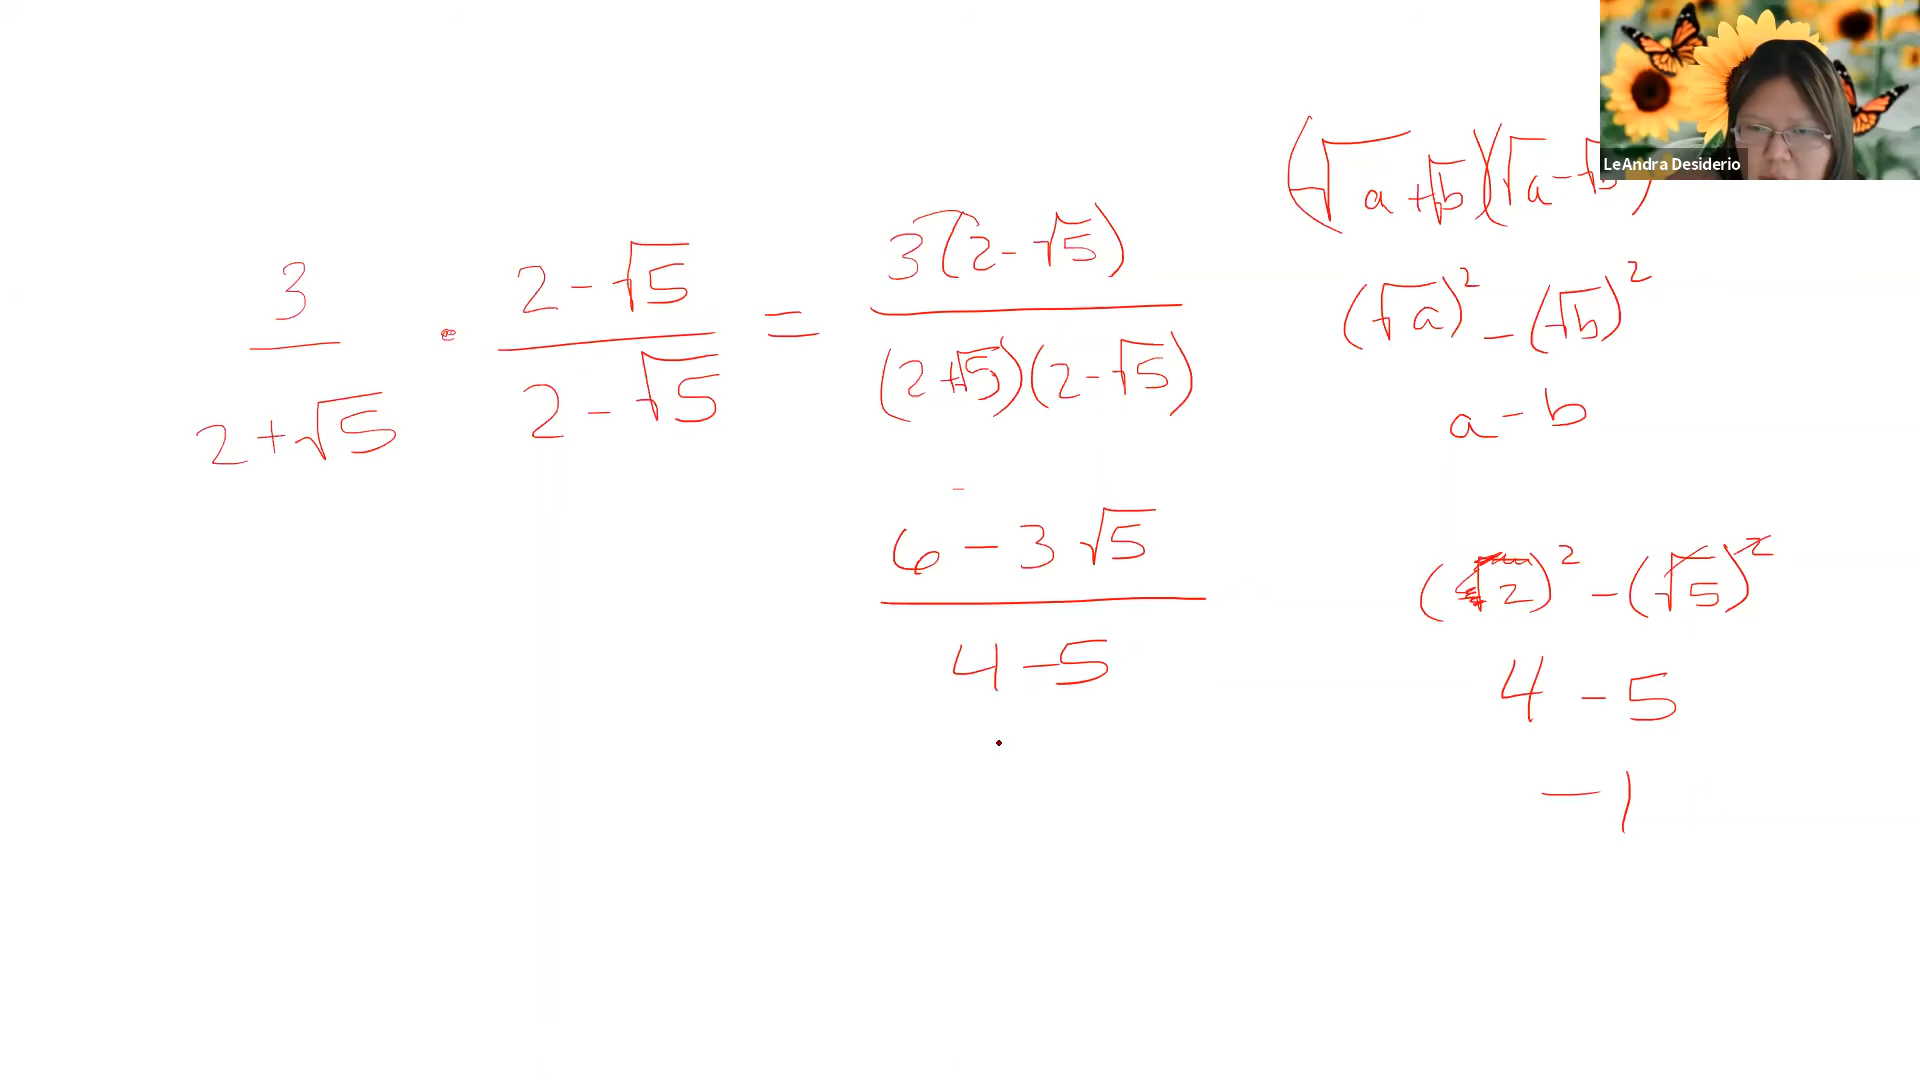 LeAndra Desiderio
(√a + √b)(√a - √b)
3/(2 + √5) · (2 - √5)/(2 - √5) = 3(2 - √5)/((2 + √5)(2 - √5))
(√a)² - (√b)²
a - b
(6 - 3√5)/(4 - 5)
(2)² - (√5)²
4 - 5
-1